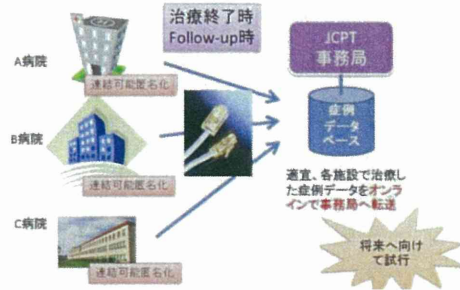 治療終了時
Follow-up時
JCPT
事務局
A病院
連結可能匿名化
症例
データ
ベース
B病院
連結可能匿名化
適宜、各施設で治療し
た症例データをオンラ
インで事務局へ転送
C病院
連結可能匿名化
将来へ向け
て試行